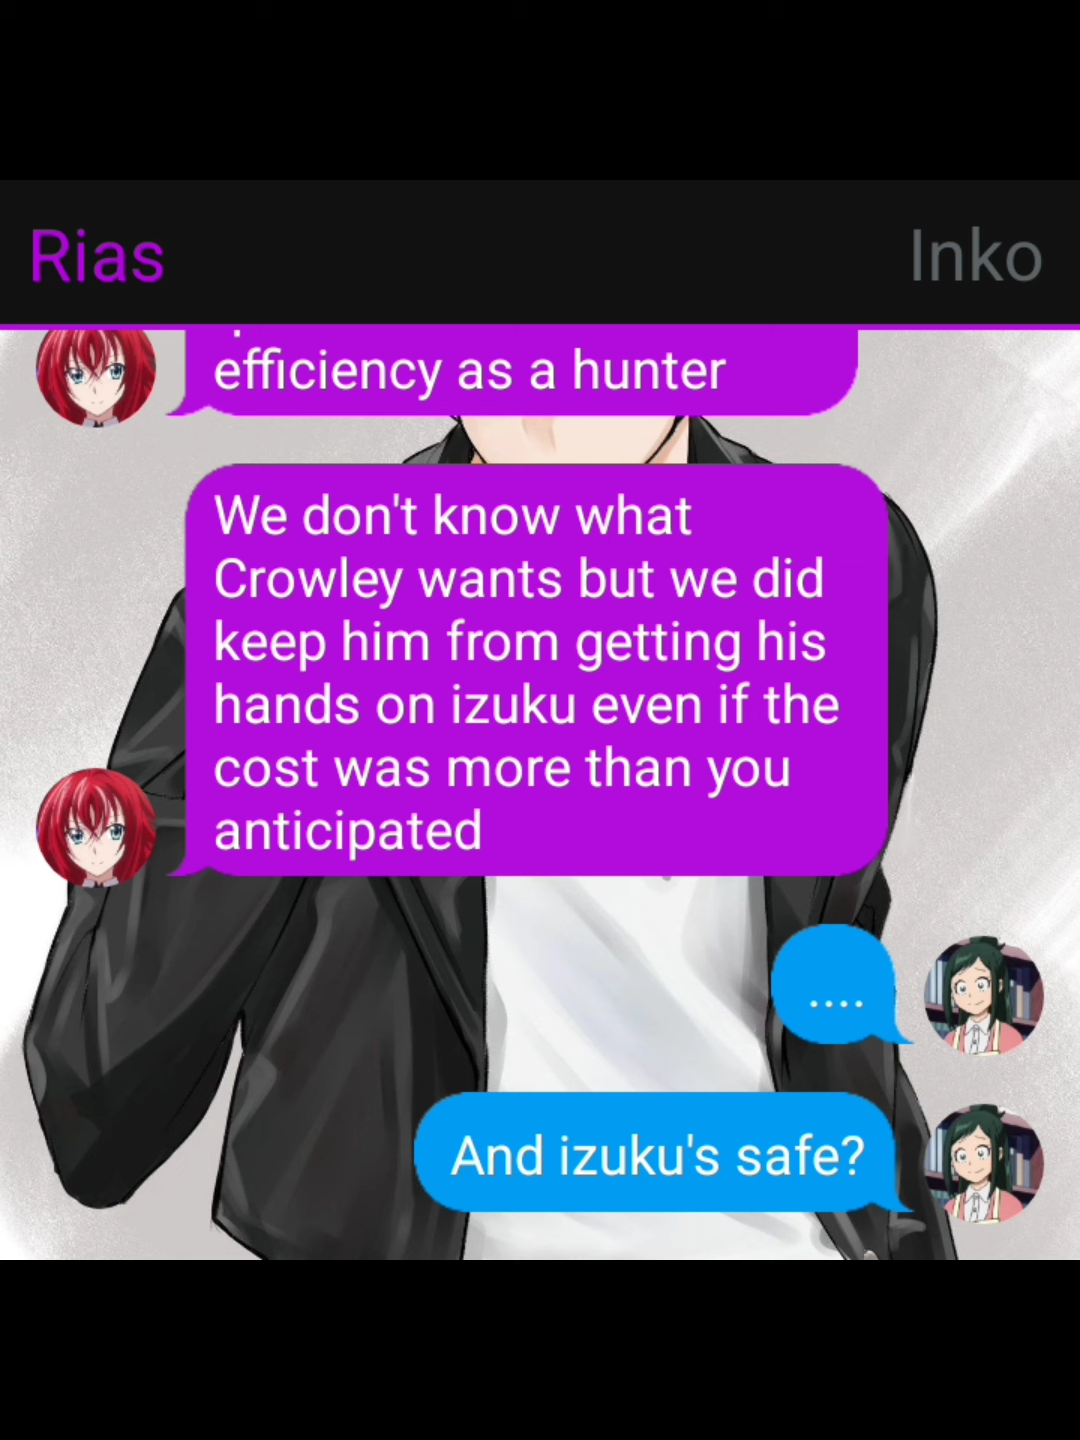 Rias
Inko
efficiency as a hunter
We don't know what
Crowley wants but we did
keep him from getting his
hands on izuku even if the
cost was more than you
anticipated
....
And izuku's safe?